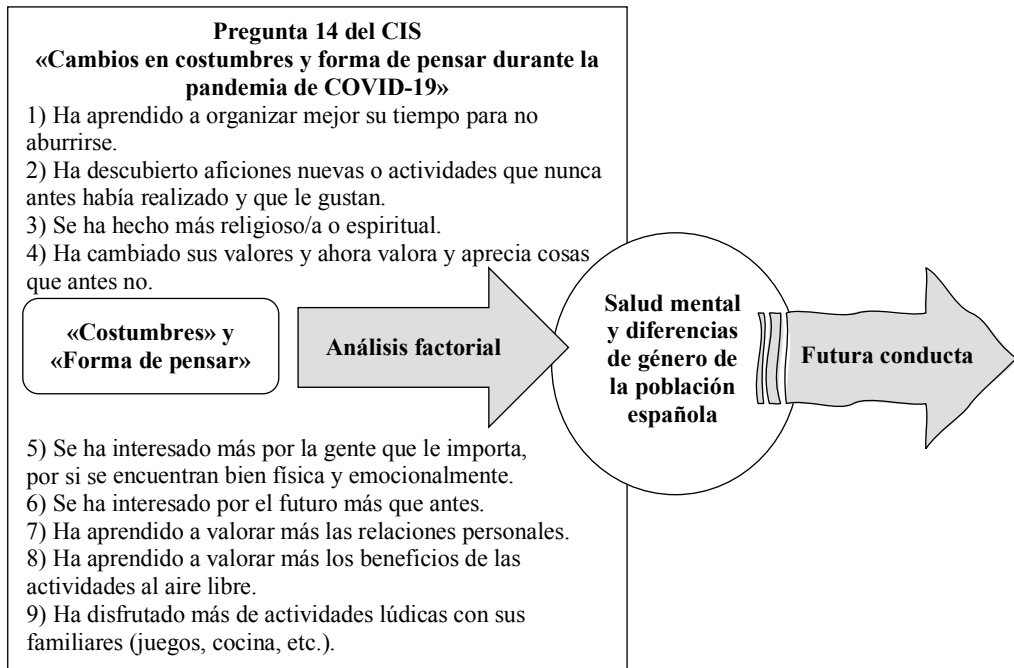 Pregunta 14 del CIS
«Cambios en costumbres y forma de pensar durante la
pandemia de COVID-19»
1) Ha aprendido a organizar mejor su tiempo para no
aburrirse.
2) Ha descubierto aficiones nuevas o actividades que nunca
antes había realizado y que le gustan.
3) Se ha hecho más religioso/a o espiritual.
4) Ha cambiado sus valores y ahora valora y aprecia cosas
que antes no.
«Costumbres» y
«Forma de pensar»
Análisis factorial
Salud mental
y diferencias
de género de
la población
española
Futura conducta
5) Se ha interesado más por la gente que le importa,
por si se encuentran bien física y emocionalmente.
6) Se ha interesado por el futuro más que antes.
7) Ha aprendido a valorar más las relaciones personales.
8) Ha aprendido a valorar más los beneficios de las
actividades al aire libre.
9) Ha disfrutado más de actividades lúdicas con sus
familiares (juegos, cocina, etc.).